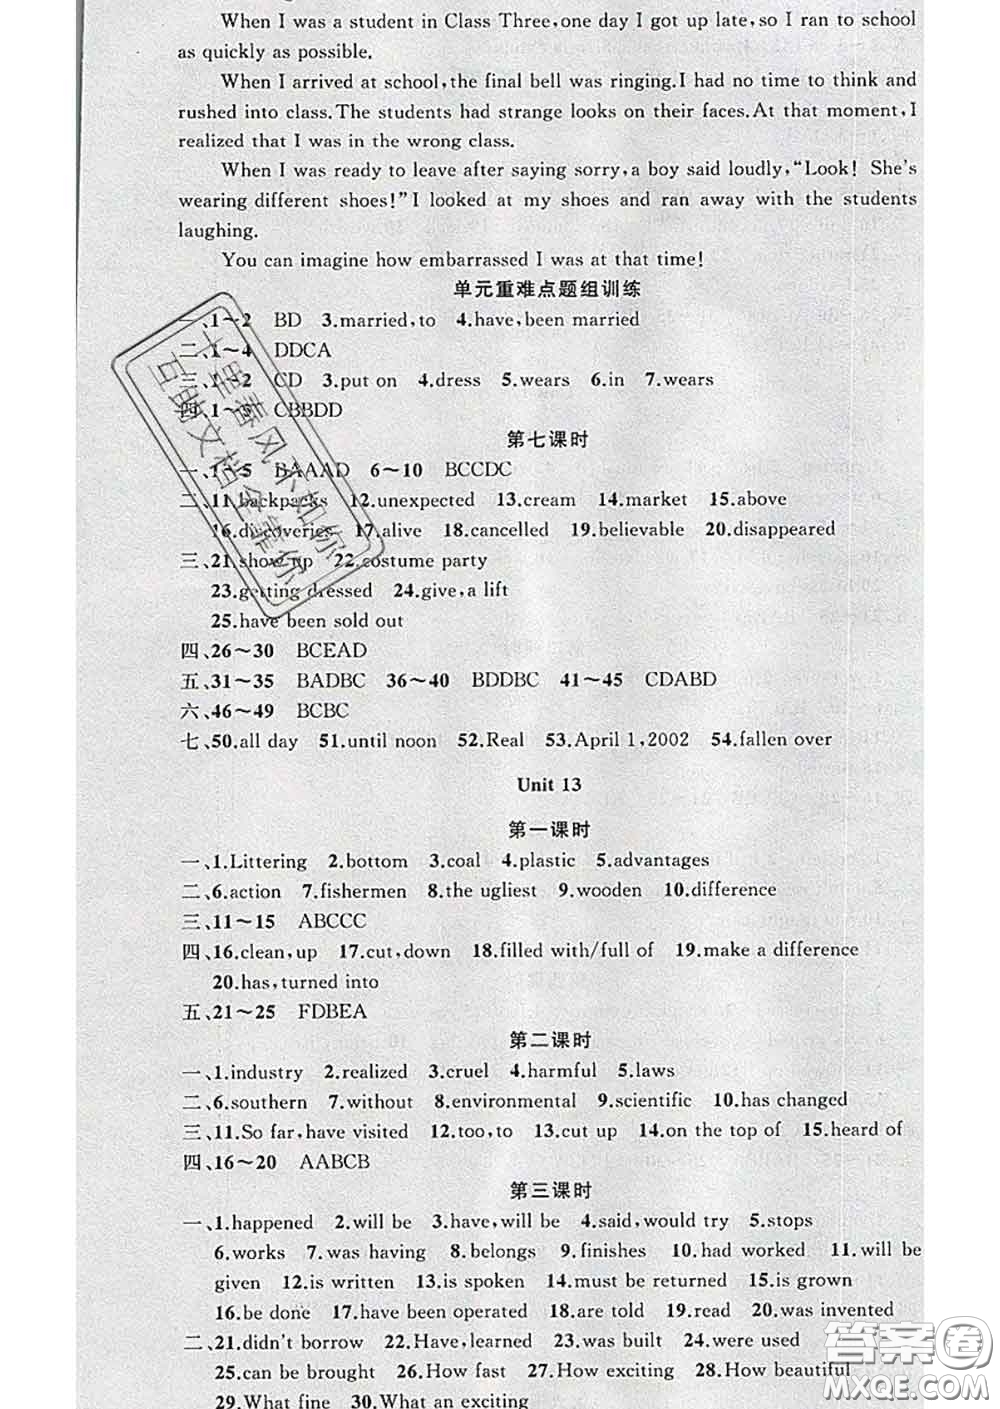 When I was a student in Class Three,one day I got up late,so I ran to school
as quickly as possible.
When I arrived at school,the final bell was ringing.I had no time to think and
rushed into class.The students had strange looks on their faces.At that moment,I
realized that I was in the wrong class.
When I was ready to leave after saying sorry,a boy said loudly,“Look! She's
wearing different shoes!”I looked at my shoes and ran away with the students
laughing.
You can imagine how embarrassed I was at that time!
单元重难点题组训练
一、1～2 BD 3.married,to 4.have,been married
二、1～4 DDCA
三、1～2 CD 3.put on 4.dress 5.wears 6.in 7.wears
四、1～5 CBBDD
第七课时
一、1～5 BAAAD 6～10 BCCDC
二、11.backpacks 12.unexpected 13.cream 14.market 15.above
16.discoveries 17.alive 18.cancelled 19.believable 20.disappeared
三、21.show up 22.costume party
23.getting dressed 24.give,a lift
25.have been sold out
四、26～30 BCEAD
五、31～35 BADBC 36～40 BDDBC 41～45 CDABD
六、46～49 BCBC
七、50.all day 51.until noon 52.Real 53.April 1,2002 54.fallen over
Unit 13
第一课时
一、1.Littering 2.bottom 3.coal 4.plastic 5.advantages
二、6.action 7.fishermen 8.the ugliest 9.wooden 10.difference
三、11～15 ABCCC
四、16.clean,up 17.cut,down 18.filled with/full of 19.make a difference
20.has,turned into
五、21～25 FDBEA
第二课时
一、1.industry 2.realized 3.cruel 4.harmful 5.laws
二、6.southern 7.without 8.environmental 9.scientific 10.has changed
三、11.So far,have visited 12.too,to 13.cut up 14.on the top of 15.heard of
四、16～20 AABCB
第三课时
一、1.happened 2.will be 3.have,will be 4.said,would try 5.stops
6.works 7.was having 8.belongs 9.finishes 10.had worked 11.will be
given 12.is written 13.is spoken 14.must be returned 15.is grown
16.be done 17.have been operated 18.are told 19.read 20.was invented
二、21.didn't borrow 22.Have,learned 23.was built 24.were used
25.can be brought 26.How fast 27.How exciting 28.How beautiful
29.What fine 30.What an exciting
十里春风不如你
百帥文档全靠你
答案圈
MXQE.COM